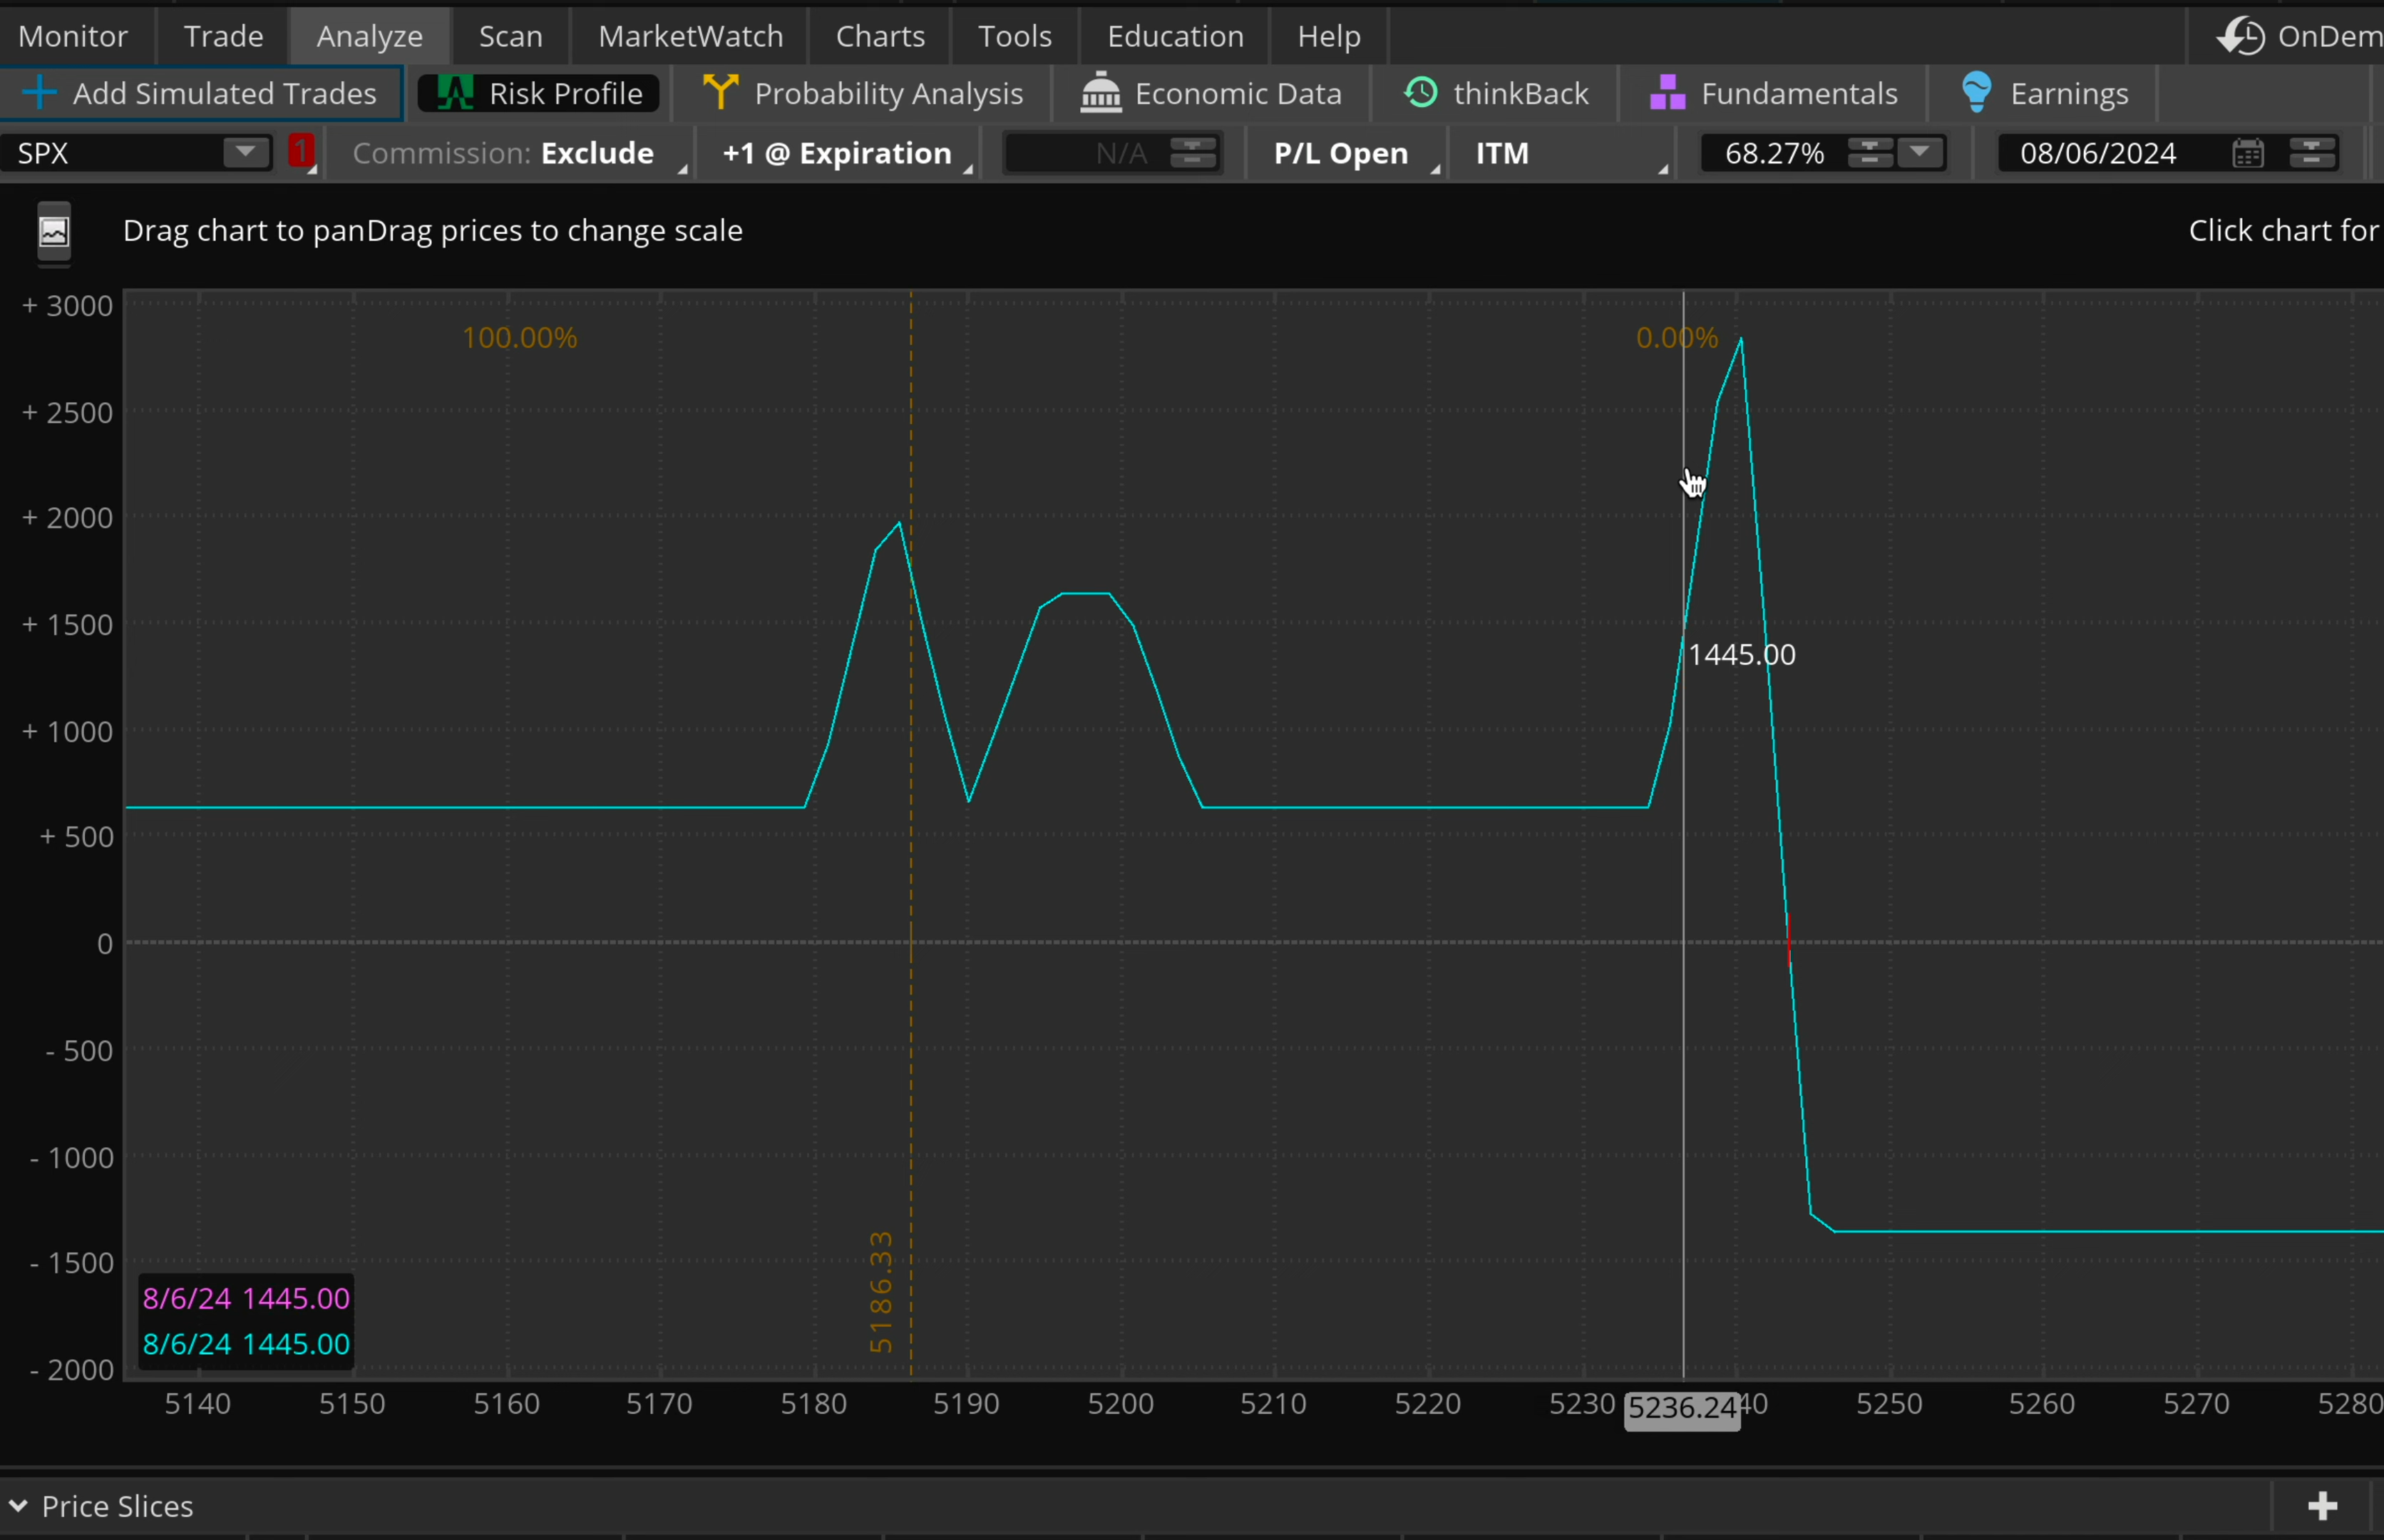 Monitor Trade Analyze Scan MarketWatch Charts Tools Education Help OnDem
Add Simulated Trades Risk Profile Probability Analysis Economic Data thinkBack Fundamentals Earnings
SPX 1 Commission: Exclude +1 @ Expiration N/A P/L Open ITM 68.27% 08/06/2024
Drag chart to panDrag prices to change scale Click chart for
+ 3000
100.00% 0.00%
+ 2500
+ 2000
+ 1500
1445.00
+ 1000
+ 500
0
- 500
- 1000
- 1500
5186.33
8/6/24 1445.00
8/6/24 1445.00
- 2000
5140 5150 5160 5170 5180 5190 5200 5210 5220 5230 5236.24 40 5250 5260 5270 5280
Price Slices